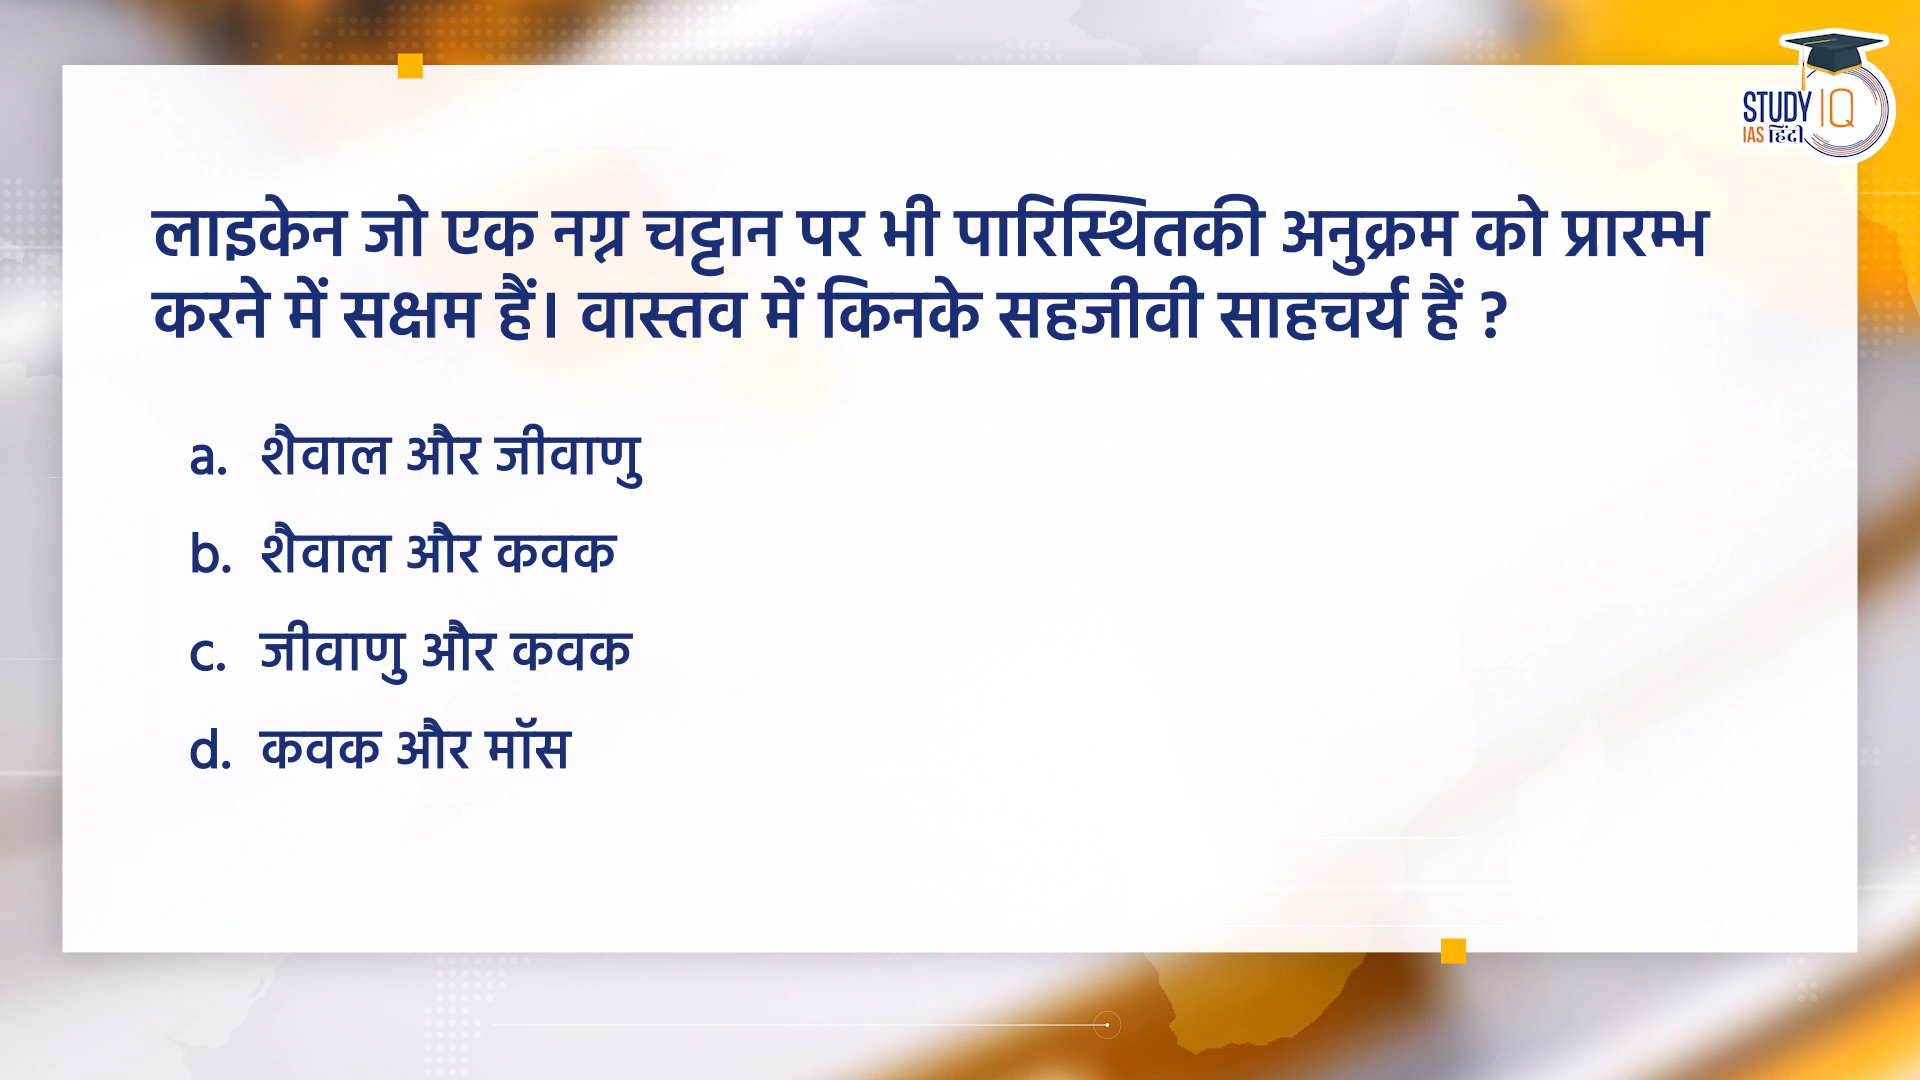 STUDY IQ
IAS हिंदी
लाइकेन जो एक नग्न चट्टान पर भी पारिस्थितकी अनुक्रम को प्रारम्भ
करने में सक्षम हैं। वास्तव में किनके सहजीवी साहचर्य हैं ?
a. शैवाल और जीवाणु
b. शैवाल और कवक
c. जीवाणु और कवक
d. कवक और मॉस